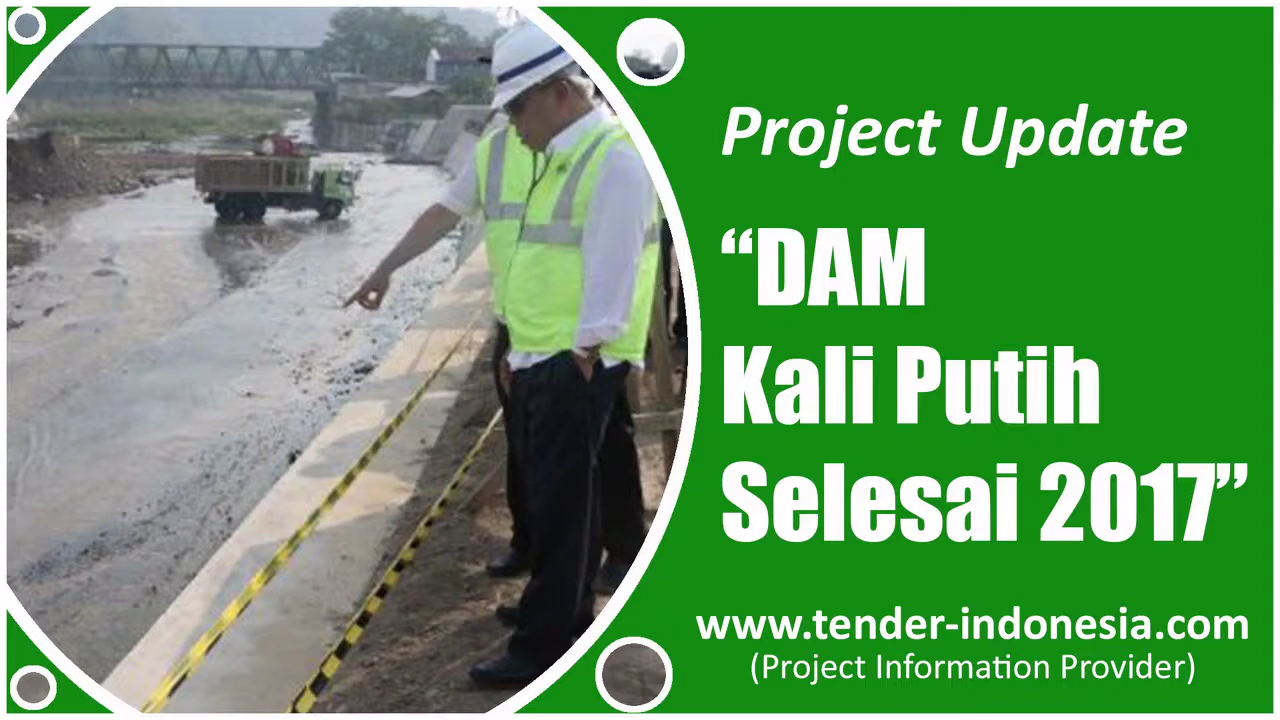 Project Update
“DAM
Kali Putih
Selesai 2017”
www.tender-indonesia.com
(Project Information Provider)